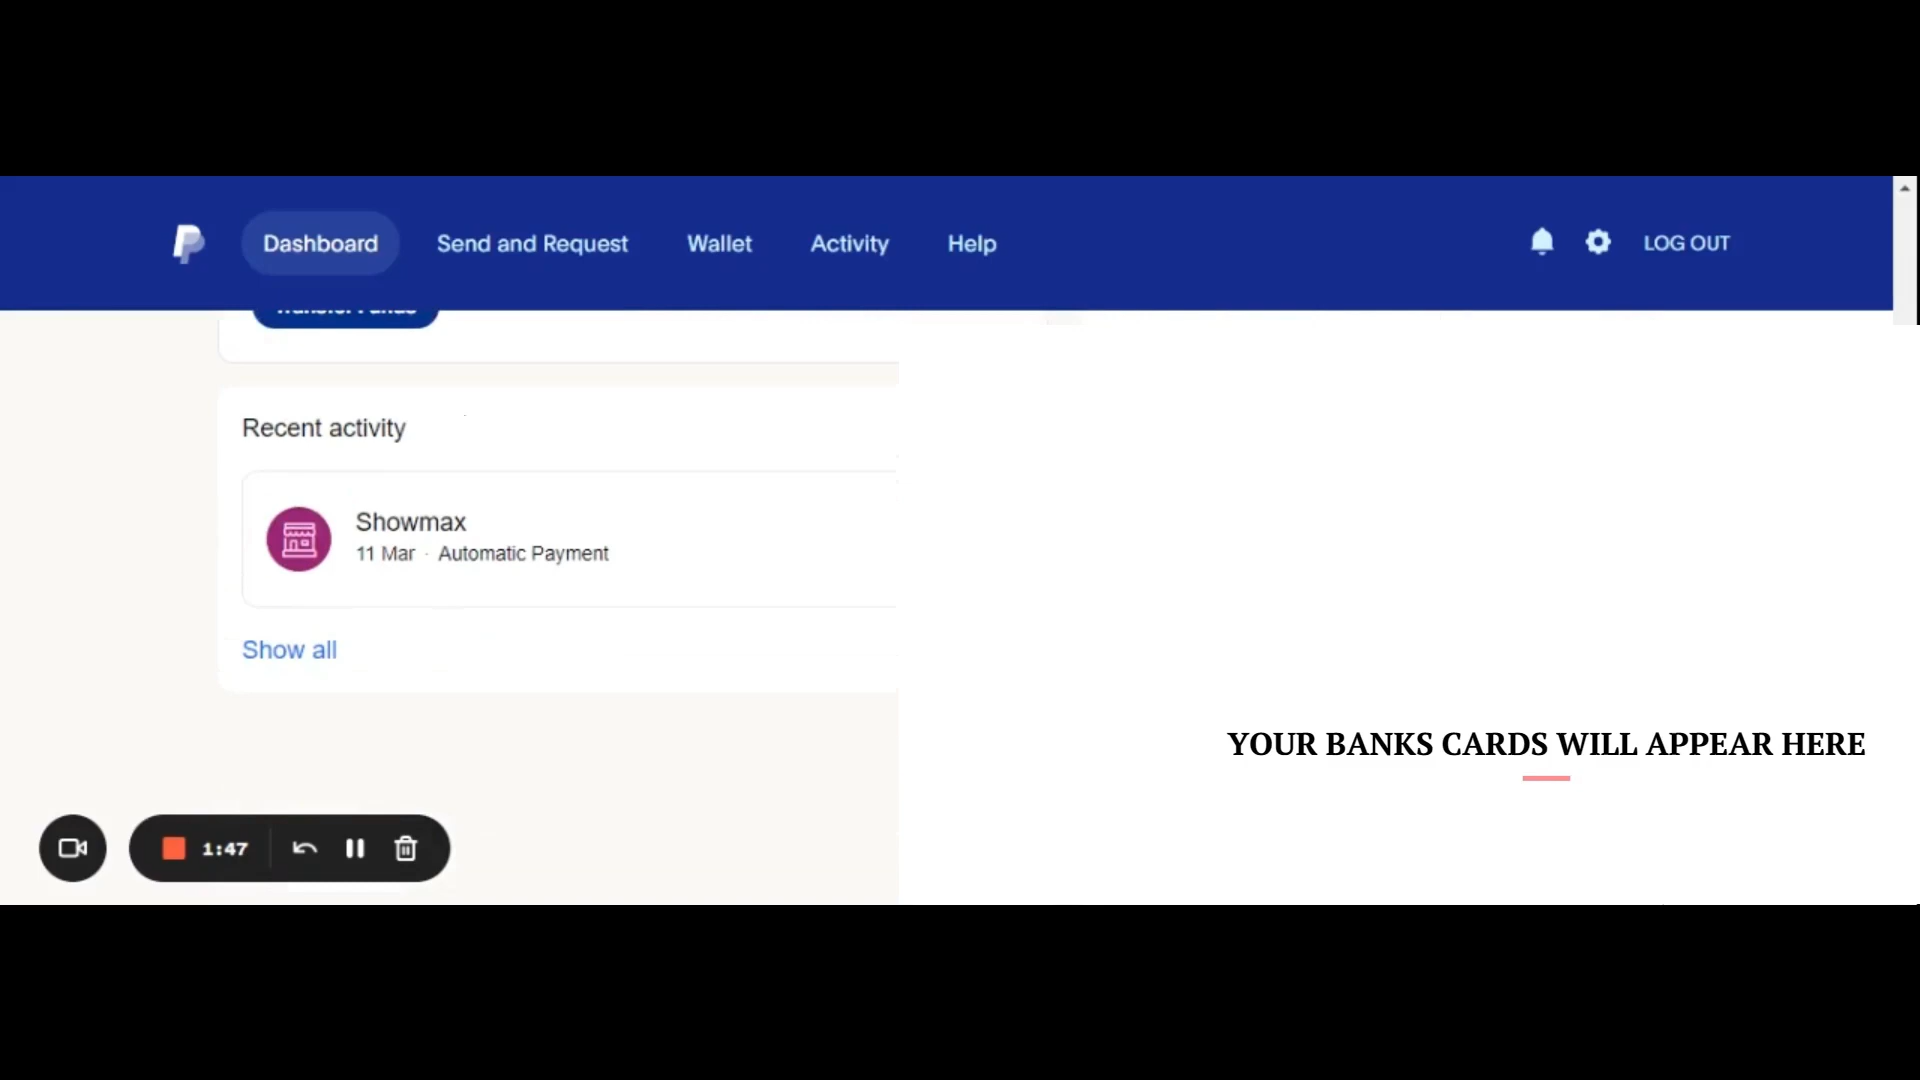 Dashboard
Send and Request
Wallet
Activity
Help
LOG OUT
Recent activity
Showmax
11 Mar · Automatic Payment
Show all
YOUR BANKS CARDS WILL APPEAR HERE
1:47